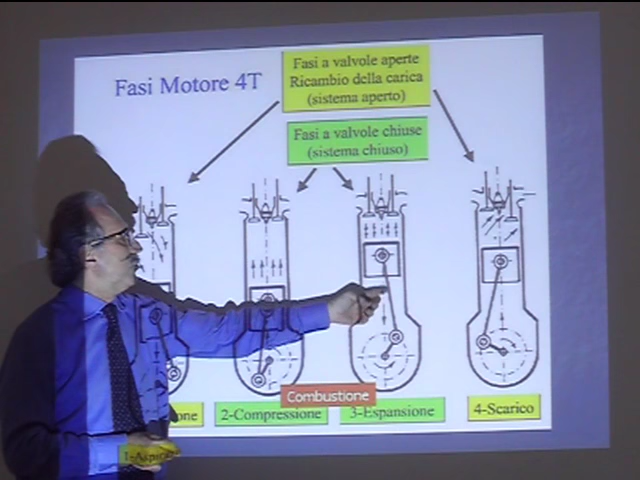 Fasi Motore 4T
Fasi a valvole aperte
Ricambio della carica
(sistema aperto)
Fasi a valvole chiuse
(sistema chiuso)
Combustione
2-Compressione
3-Espansione
4-Scarico